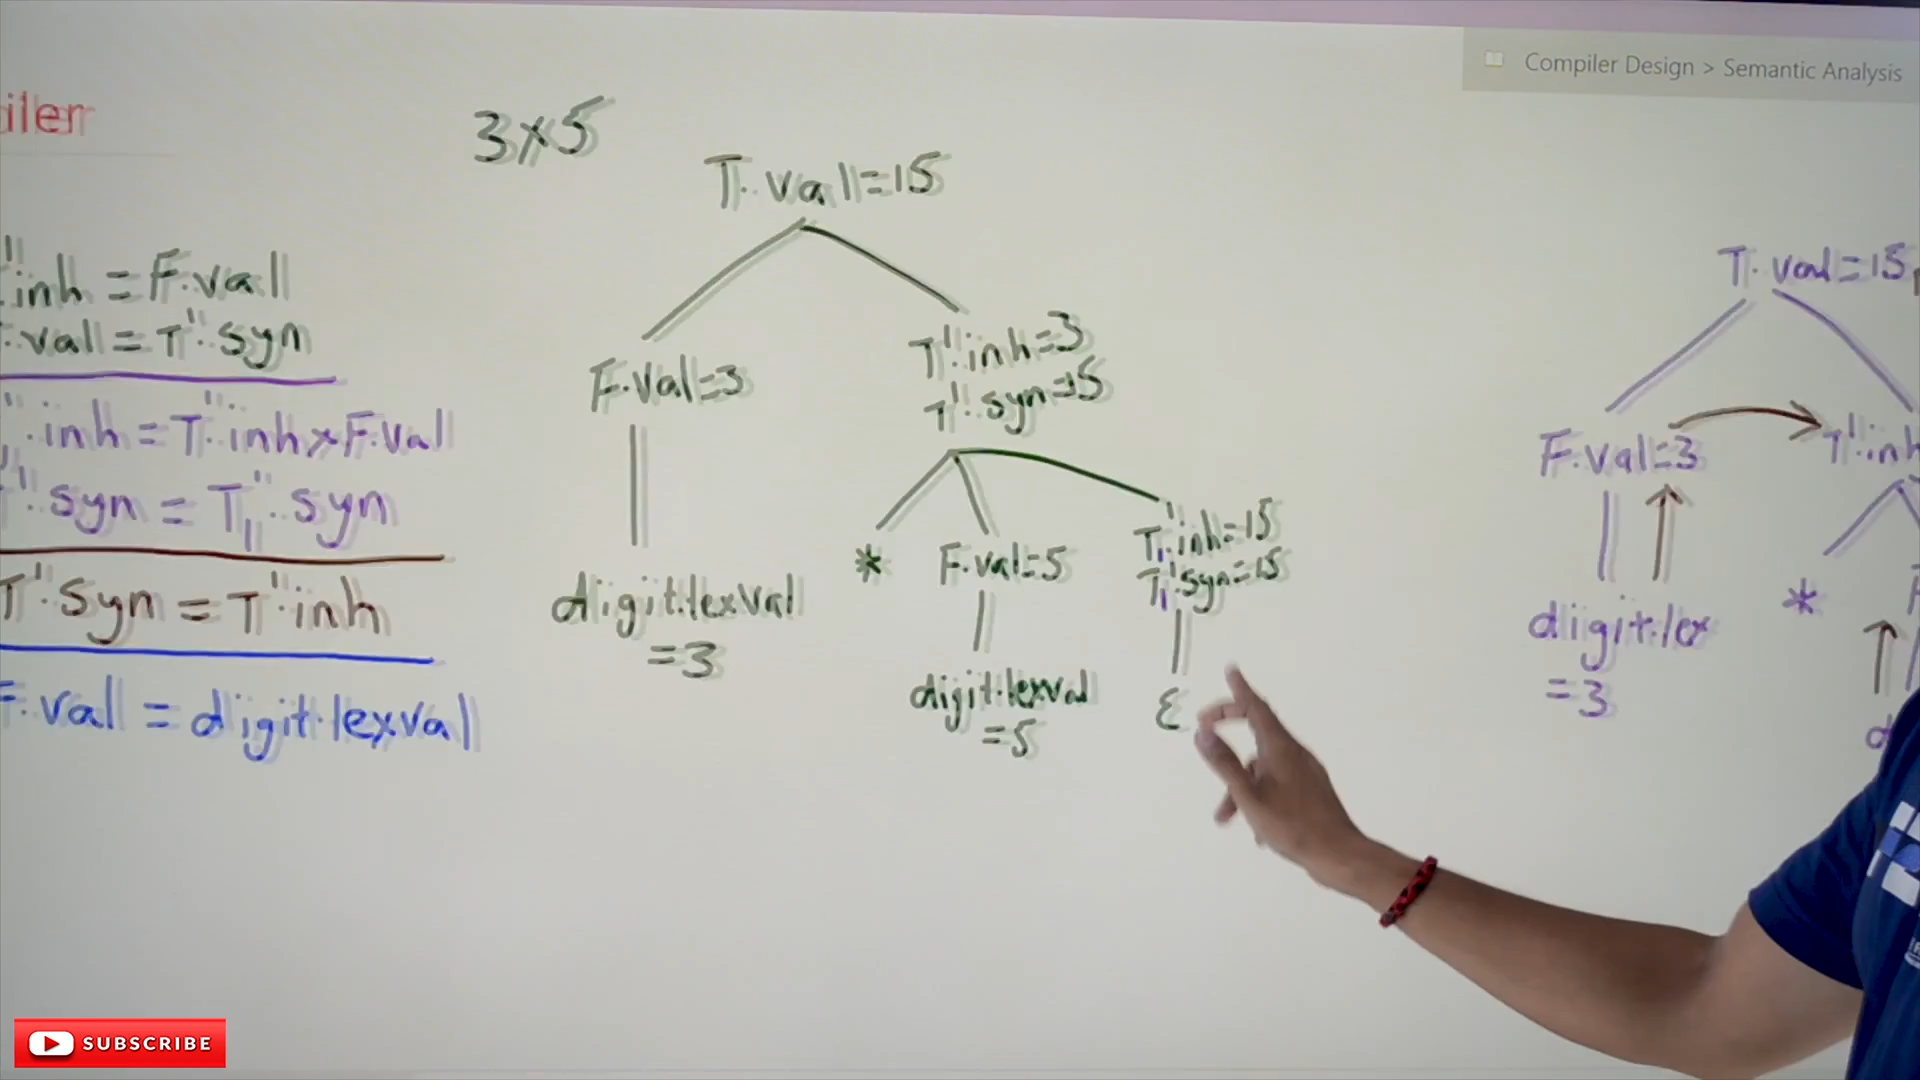 Compiler Design > Semantic Analysis
iler
3×5
T.val=15
inh = F.val
.val = T'.syn
.inh = T'.inh×F.val
'.syn = T₁'.syn
T'.syn = T'.inh
F.val = digit.lexval
F.val=3
T'.inh=3
T'.syn=15
digit.lexval
=3
*
F.val=5
T₁'.inh=15
T₁'.syn=15
digit.lexval
=5
ε
T.val=15
F.val=3
T'.inh
digit.lex
=3
*
SUBSCRIBE